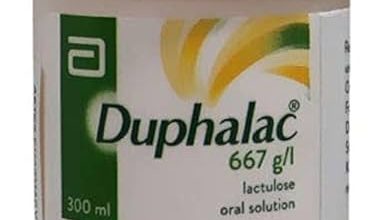 Duphalac®
667 g/l
lactulose
300 ml
oral solution